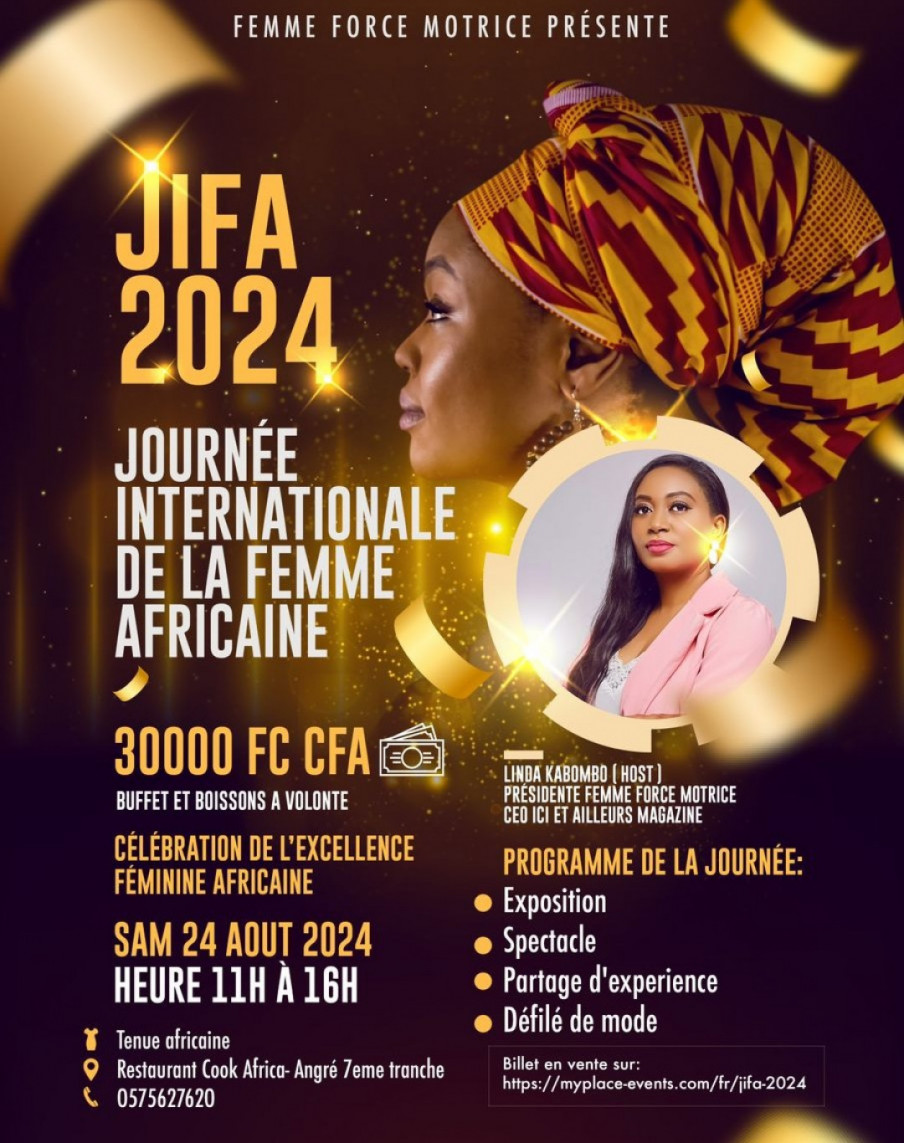 FEMME FORCE MOTRICE PRÉSENTE
JIFA
2024
JOURNÉE
INTERNATIONALE
DE LA FEMME
AFRICAINE
30000 FC CFA
BUFFET ET BOISSONS A VOLONTE
CÉLÉBRATION DE L'EXCELLENCE
FÉMININE AFRICAINE
SAM 24 AOUT 2024
HEURE 11H À 16H
Tenue africaine
Restaurant Cook Africa- Angré 7eme tranche
0575627620
LINDA KABOMBO ( HOST )
PRÉSIDENTE FEMME FORCE MOTRICE
CEO ICI ET AILLEURS MAGAZINE
PROGRAMME DE LA JOURNÉE:
Exposition
Spectacle
Partage d'experience
Défilé de mode
Billet en vente sur:
https://myplace-events.com/fr/jifa-2024